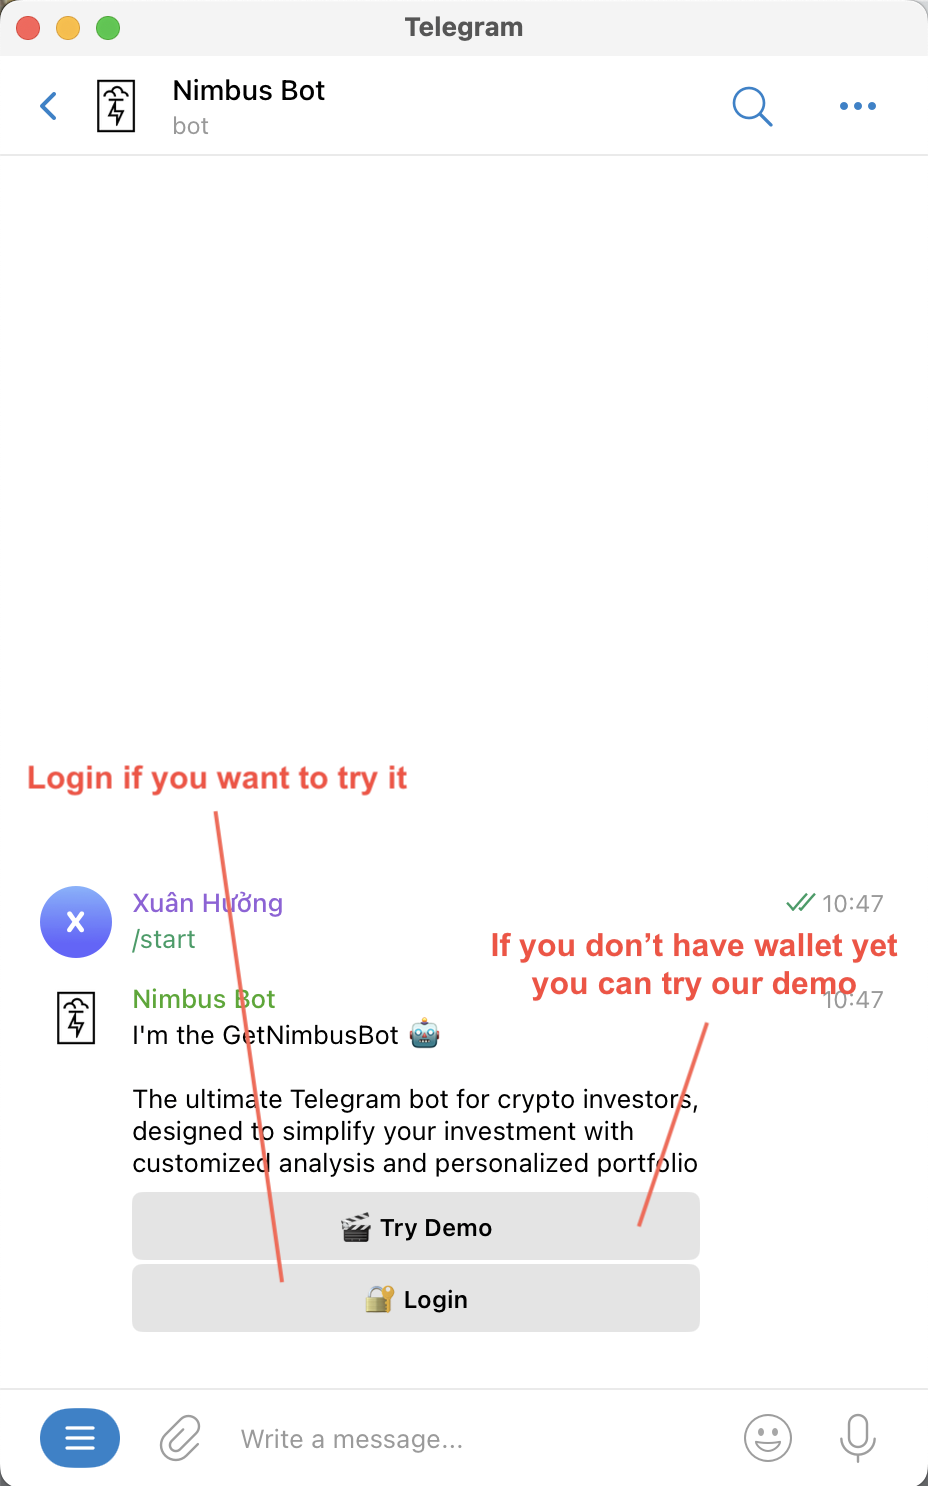 Telegram
Nimbus Bot
bot
Login if you want to try it
X
Xuân Hưởng
10:47
/start
If you don’t have wallet yet
you can try our demo
Nimbus Bot
10:47
I'm the GetNimbusBot 🤖
The ultimate Telegram bot for crypto investors,
designed to simplify your investment with
customized analysis and personalized portfolio
🎬 Try Demo
🔐 Login
Write a message...